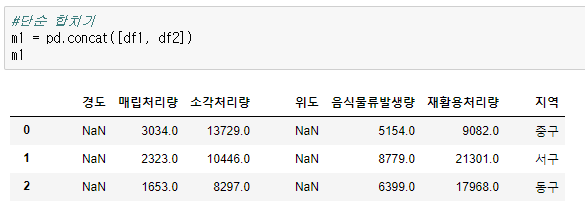 #단순 합치기
m1 = pd.concat([df1, df2])
m1
경도 매립처리량 소각처리량 위도 음식물류발생량 재활용처리량 지역
0 NaN 3034.0 13729.0 NaN 5154.0 9082.0 중구
1 NaN 2323.0 10446.0 NaN 8779.0 21301.0 서구
2 NaN 1653.0 8297.0 NaN 6399.0 17968.0 동구